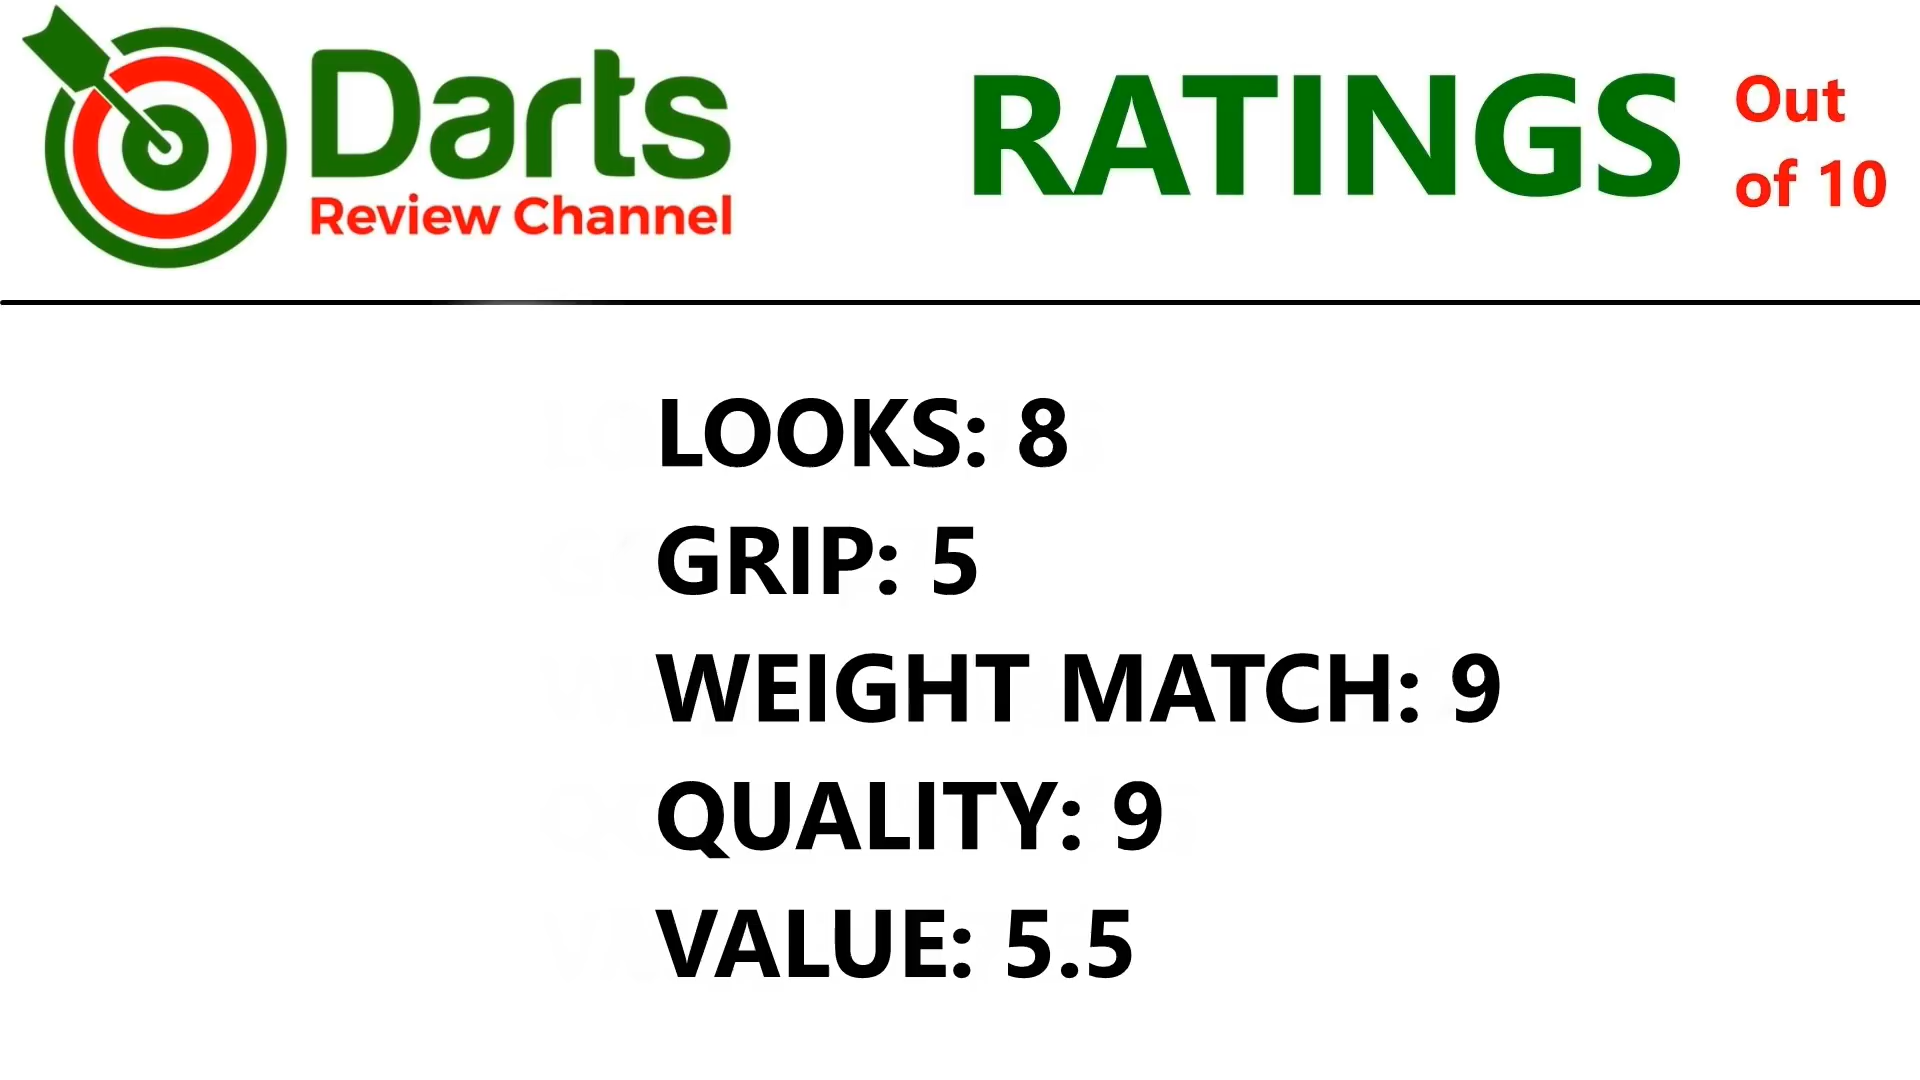 Darts
Review Channel
RATINGS
Out
of 10
LOOKS: 8
GRIP: 5
WEIGHT MATCH: 9
QUALITY: 9
VALUE: 5.5